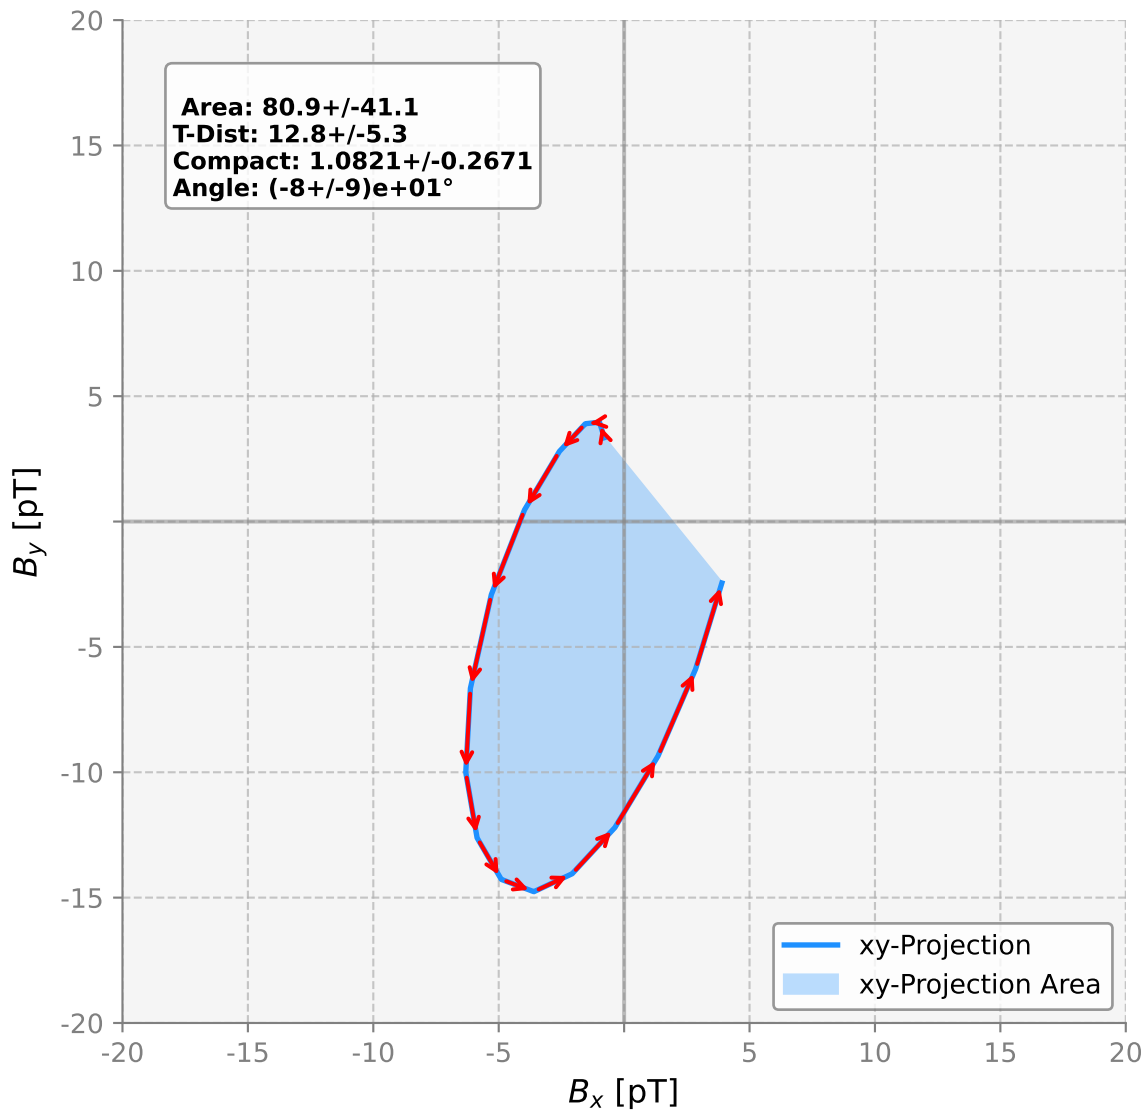 20
15
10
5
-5
-10
-15
-20
-20
-15
-10
-5
5
10
15
20
B_y [pT]
B_x [pT]
Area: 80.9+/-41.1
T-Dist: 12.8+/-5.3
Compact: 1.0821+/-0.2671
Angle: (-8+/-9)e+01°
xy-Projection
xy-Projection Area